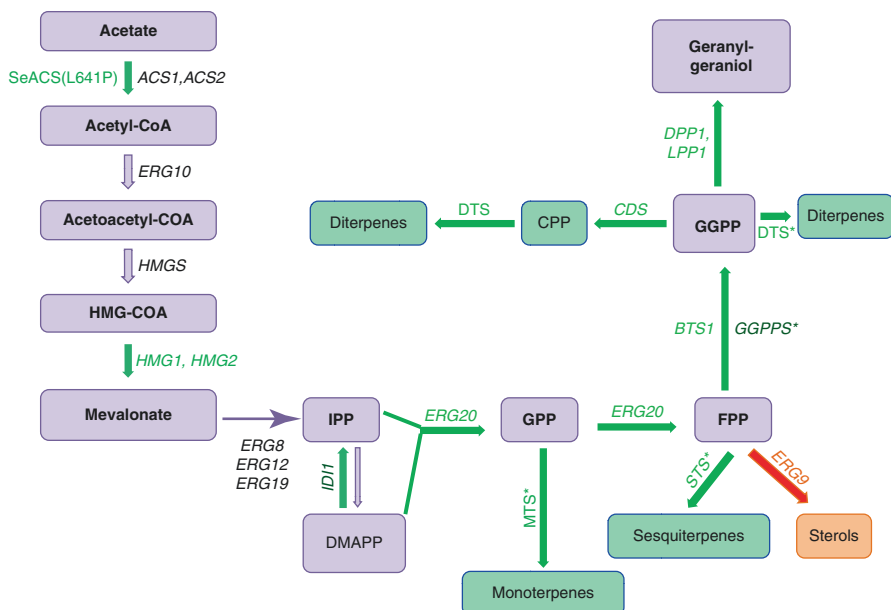 Acetate
SeACS(L641P)
ACS1,ACS2
Acetyl-CoA
ERG10
Acetoacetyl-COA
HMGS
HMG-COA
HMG1, HMG2
Mevalonate
ERG8
ERG12
ERG19
IPP
IDI1
DMAPP
ERG20
GPP
MTS*
Monoterpenes
ERG20
FPP
STS*
Sesquiterpenes
ERG9
Sterols
BTS1
GGPPS*
GGPP
DTS*
Diterpenes
CDS
CPP
DTS
Diterpenes
DPP1,
LPP1
Geranyl-
geraniol